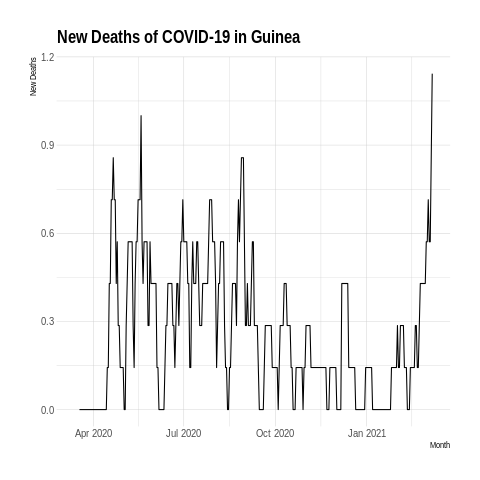 New Deaths of COVID-19 in Guinea
New Deaths
1.2
0.9
0.6
0.3
0.0
Apr 2020 Jul 2020 Oct 2020 Jan 2021
Month